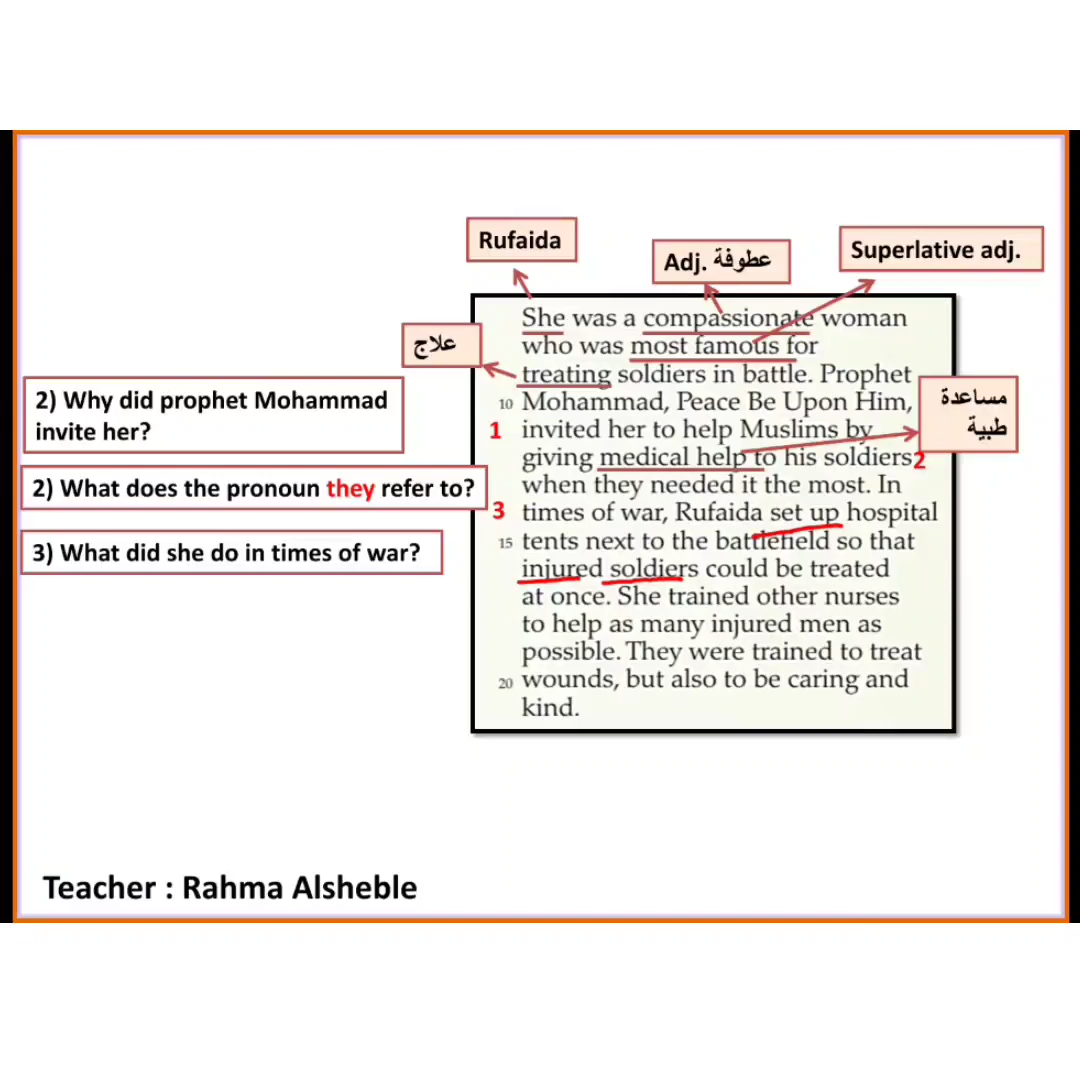 Rufaida
Adj. عطوفة
Superlative adj.
علاج
She was a compassionate woman
who was most famous for
treating soldiers in battle. Prophet
10 Mohammad, Peace Be Upon Him,
1 invited her to help Muslims by
giving medical help to his soldiers 2
when they needed it the most. In
3 times of war, Rufaida set up hospital
15 tents next to the battlefield so that
injured soldiers could be treated
at once. She trained other nurses
to help as many injured men as
possible. They were trained to treat
20 wounds, but also to be caring and
kind.
مساعدة
طبية
2) Why did prophet Mohammad
invite her?
2) What does the pronoun they refer to?
3) What did she do in times of war?
Teacher : Rahma Alsheble